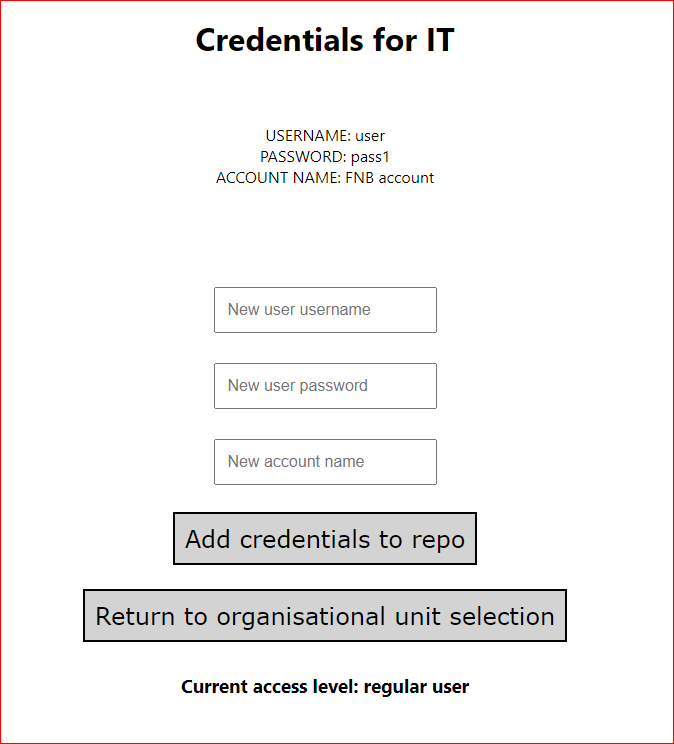 Credentials for IT
USERNAME: user
PASSWORD: pass1
ACCOUNT NAME: FNB account
New user username
New user password
New account name
Add credentials to repo
Return to organisational unit selection
Current access level: regular user